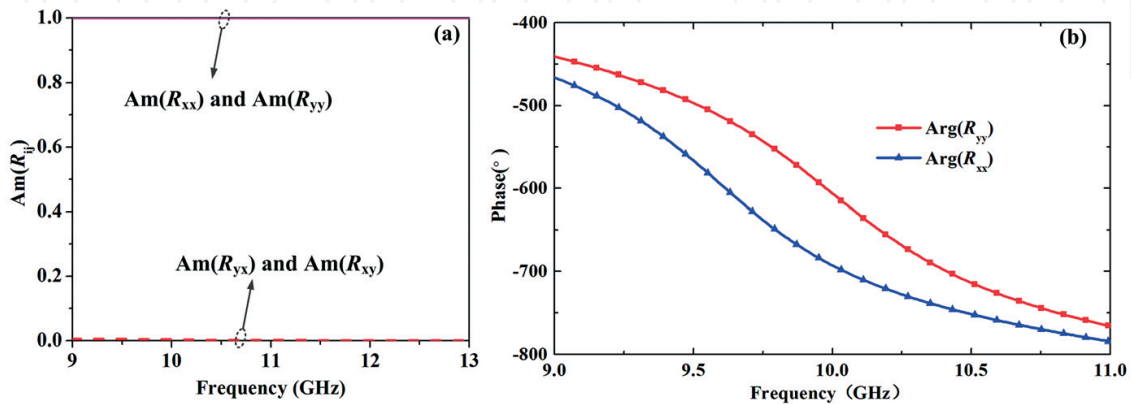 (a)
1.0
0.8
0.6
0.4
0.2
0.0
Am(Rij)
Am(Rxx) and Am(Ryy)
Am(Ryx) and Am(Rxy)
9 10 11 12 13
Frequency (GHz)
(b)
-400
-500
-600
-700
-800
Phase(°)
Arg(Ryy)
Arg(Rxx)
9.0 9.5 10.0 10.5 11.0
Frequency（GHz）